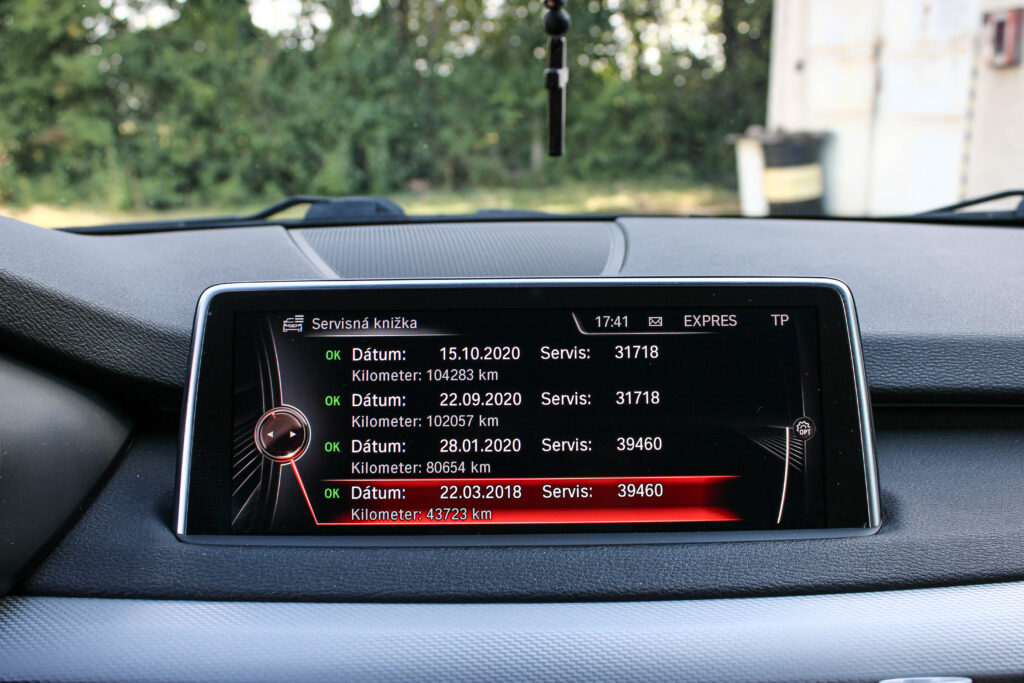 Servisná knižka 17:41 EXPRES TP
OK Dátum: 15.10.2020 Servis: 31718
Kilometer: 104283 km
OK Dátum: 22.09.2020 Servis: 31718
Kilometer: 102057 km
OK Dátum: 28.01.2020 Servis: 39460
Kilometer: 80654 km
OPT
OK Dátum: 22.03.2018 Servis: 39460
Kilometer: 43723 km